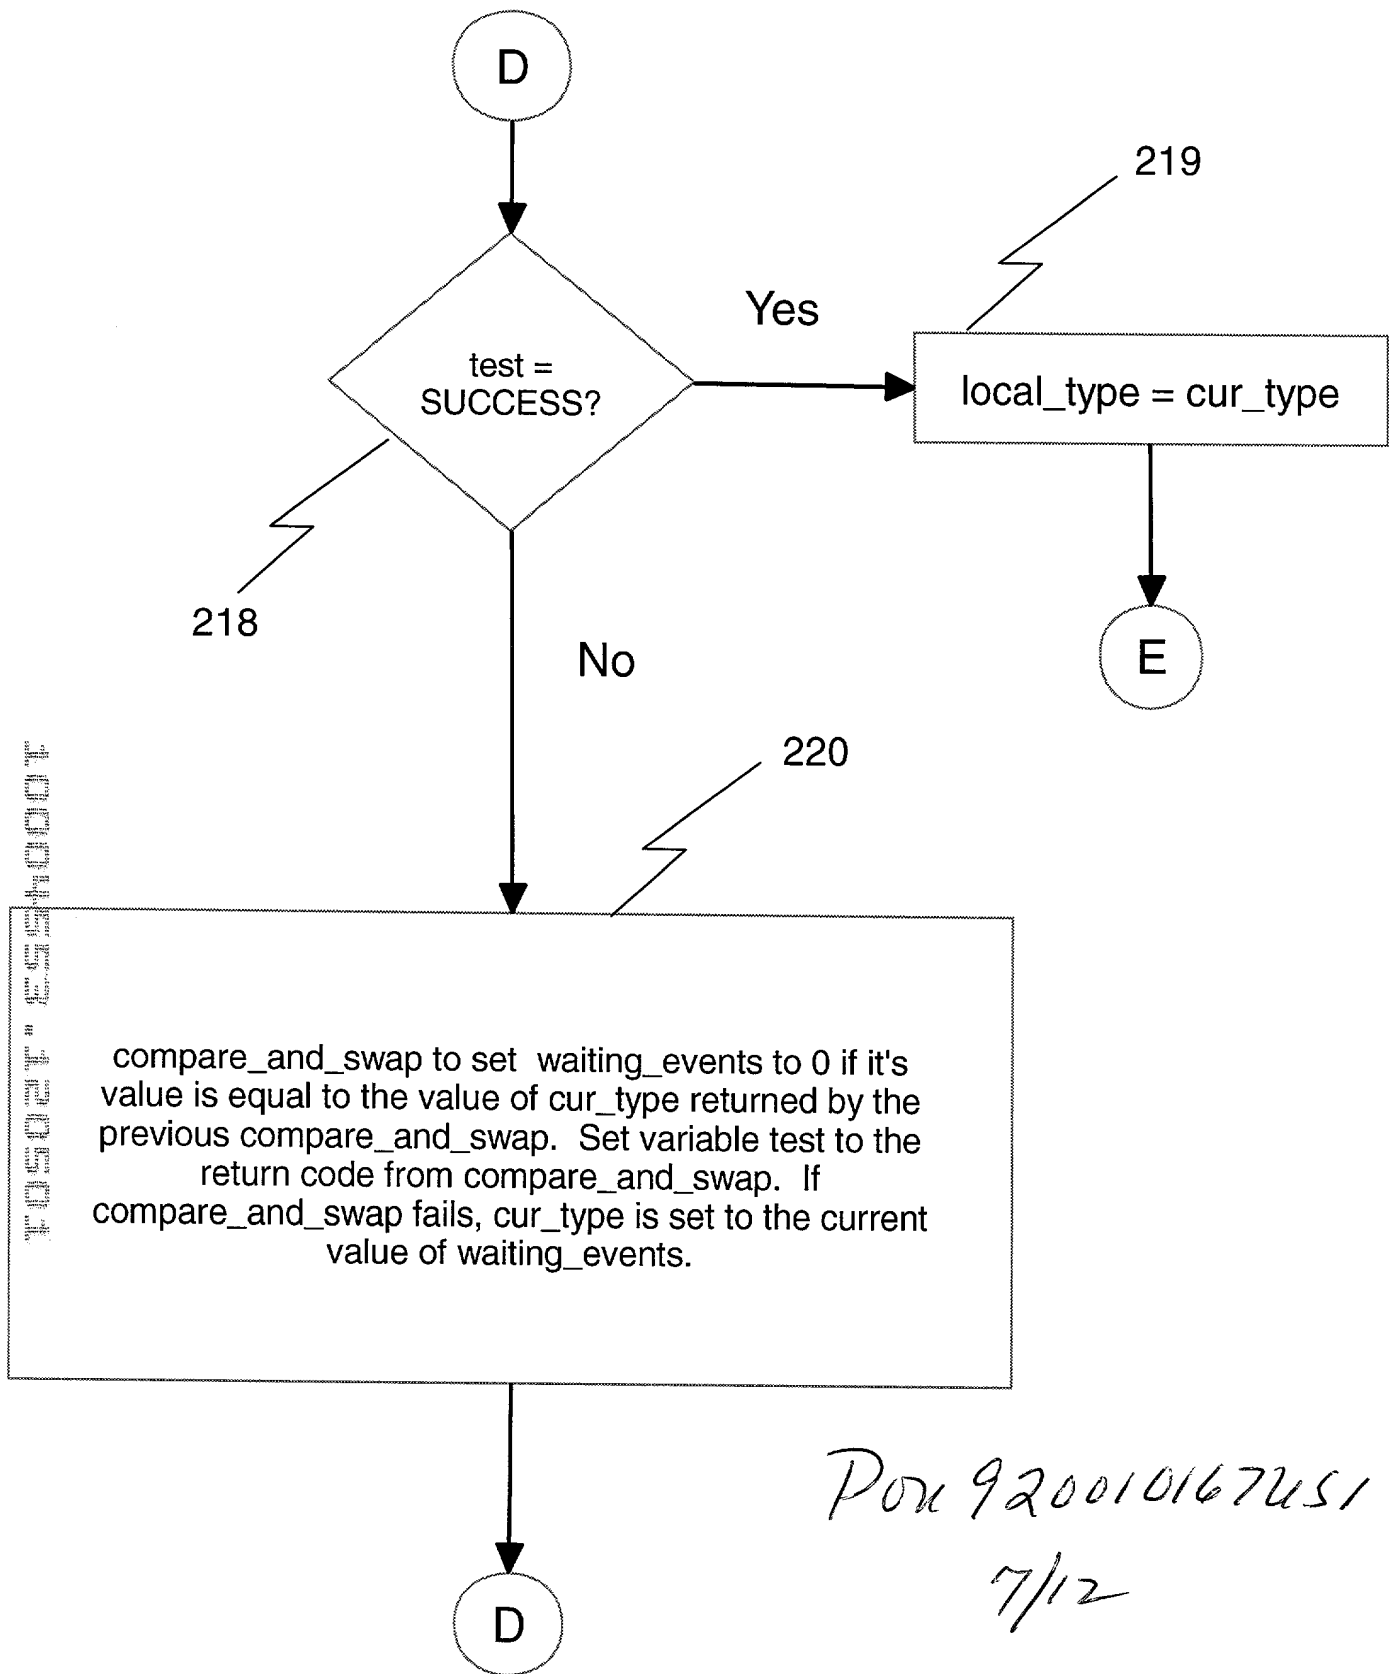 D
219
Yes
test =
SUCCESS?
local_type = cur_type
218
No
E
220
compare_and_swap to set waiting_events to 0 if it's
value is equal to the value of cur_type returned by the
previous compare_and_swap. Set variable test to the
return code from compare_and_swap. If
compare_and_swap fails, cur_type is set to the current
value of waiting_events.
D
920010167US1
7/12